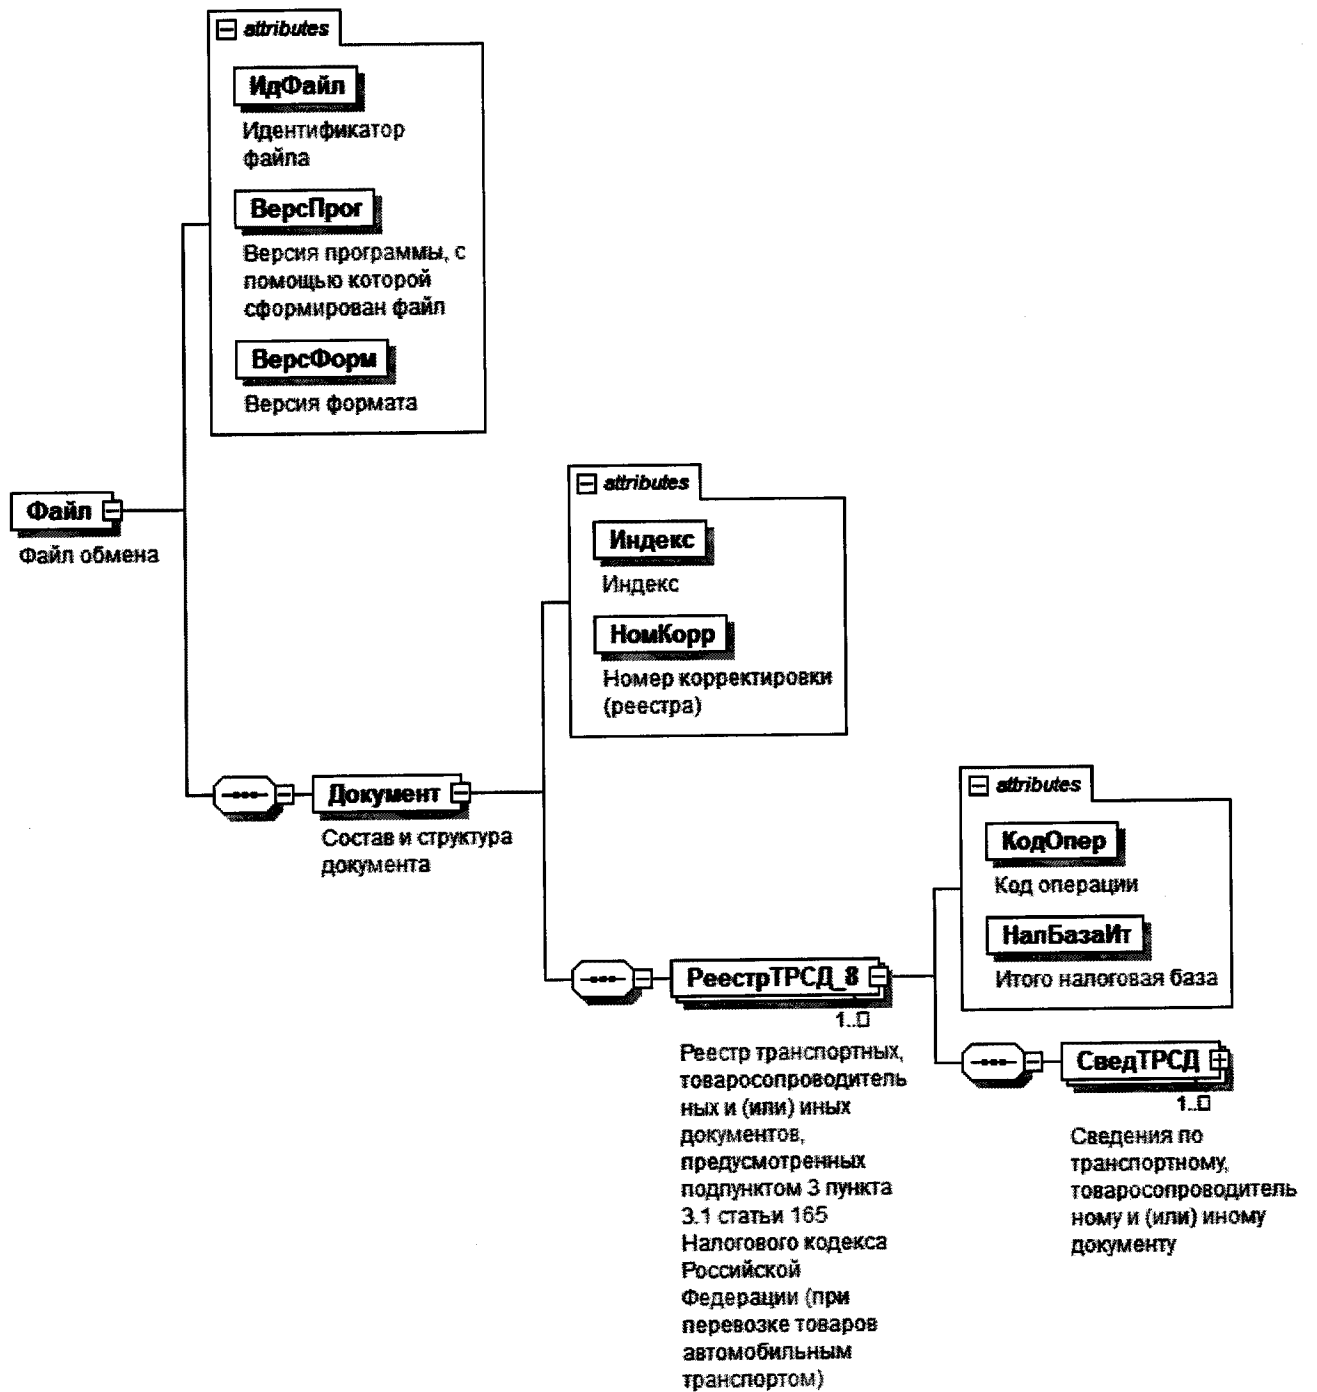 attributes
ИдФайл
Идентификатор
файла
ВерсПрог
Версия программы, с
помощью которой
сформирован файл
ВерсФорм
Версия формата
Файл
Файл обмена
attributes
Индекс
Индекс
НомКорр
Номер корректировки
(реестра)
Документ
Состав и структура
документа
attributes
КодОпер
Код операции
НалБазаИт
Итого налоговая база
РеестрТРСД_8
1..□
Реестр транспортных,
товаросопроводитель
ных и (или) иных
документов,
предусмотренных
подпунктом 3 пункта
3.1 статьи 165
Налогового кодекса
Российской
Федерации (при
перевозке товаров
автомобильным
транспортом)
СведТРСД
1..□
Сведения по
транспортному,
товаросопроводитель
ному и (или) иному
документу